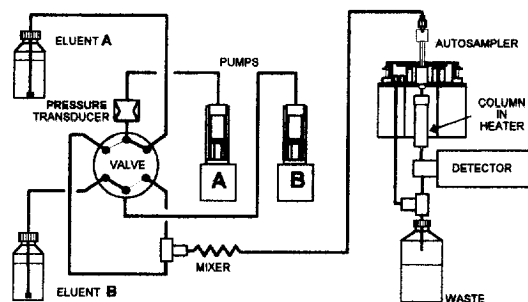 ELUENT A
PUMPS
AUTOSAMPLER
PRESSURE
TRANSDUCER
COLUMN
IN
HEATER
VALVE
A
B
DETECTOR
MIXER
ELUENT B
WASTE